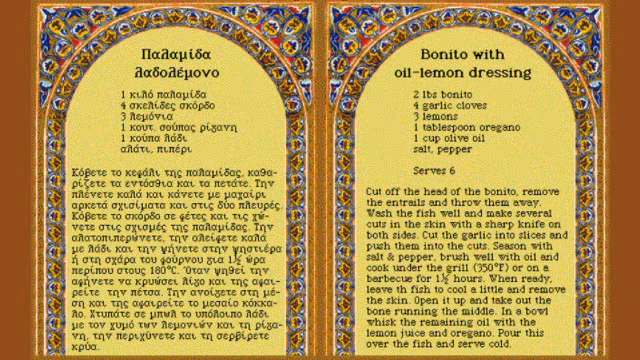 Παλαμίδα
λαδολέμονο
1 κιλό παλαμίδα
4 σκελίδες σκόρδο
3 λεμόνια
1 κουτ. σούπας ρίγανη
1 κούπα λάδι
αλάτι, πιπέρι
Κόβετε το κεφάλι της παλαμίδας, καθα-
ρίζετε τα εντόσθια και τα πετάτε. Την
πλένετε καλά και κάνετε με μαχαίρι
αρκετά σχισίματα και στις δύο πλευρές.
Κόβετε το σκόρδο σε φέτες και τις χώ-
νετε στις σχισμές της παλαμίδας. Την
αλατοπιπερώνετε, την αλείφετε καλά
με λάδι και την ψήνετε στην ψηστιέρα
ή στη σχάρα του φούρνου για 1½ ώρα
περίπου στους 180°C. Όταν ψηθεί την
αφήνετε να κρυώσει λίγο και της αφαι-
ρείτε την πέτσα. Την ανοίγετε στη μέ-
ση και της αφαιρείτε το μεσαίο κόκκα-
λο. Χτυπάτε σε μπωλ το υπόλοιπο λάδι
με τον χυμό των λεμονιών και τη ρίγα-
νη, την περιχύνετε και τη σερβίρετε
κρύα.
Bonito with
oil-lemon dressing
2 lbs bonito
4 garlic cloves
3 lemons
1 tablespoon oregano
1 cup olive oil
salt, pepper
Serves 6
Cut off the head of the bonito, remove
the entrails and throw them away.
Wash the fish well and make several
cuts in the skin with a sharp knife on
both sides. Cut the garlic into slices and
push them into the cuts. Season with
salt & pepper, brush well with oil and
cook under the grill (350°F) or on a
barbecue for 1½ hours. When ready,
leave th fish to cool a little and remove
the skin. Open it up and take out the
bone running the middle. In a bowl
whisk the remaining oil with the
lemon juice and oregano. Pour this
over the fish and serve cold.